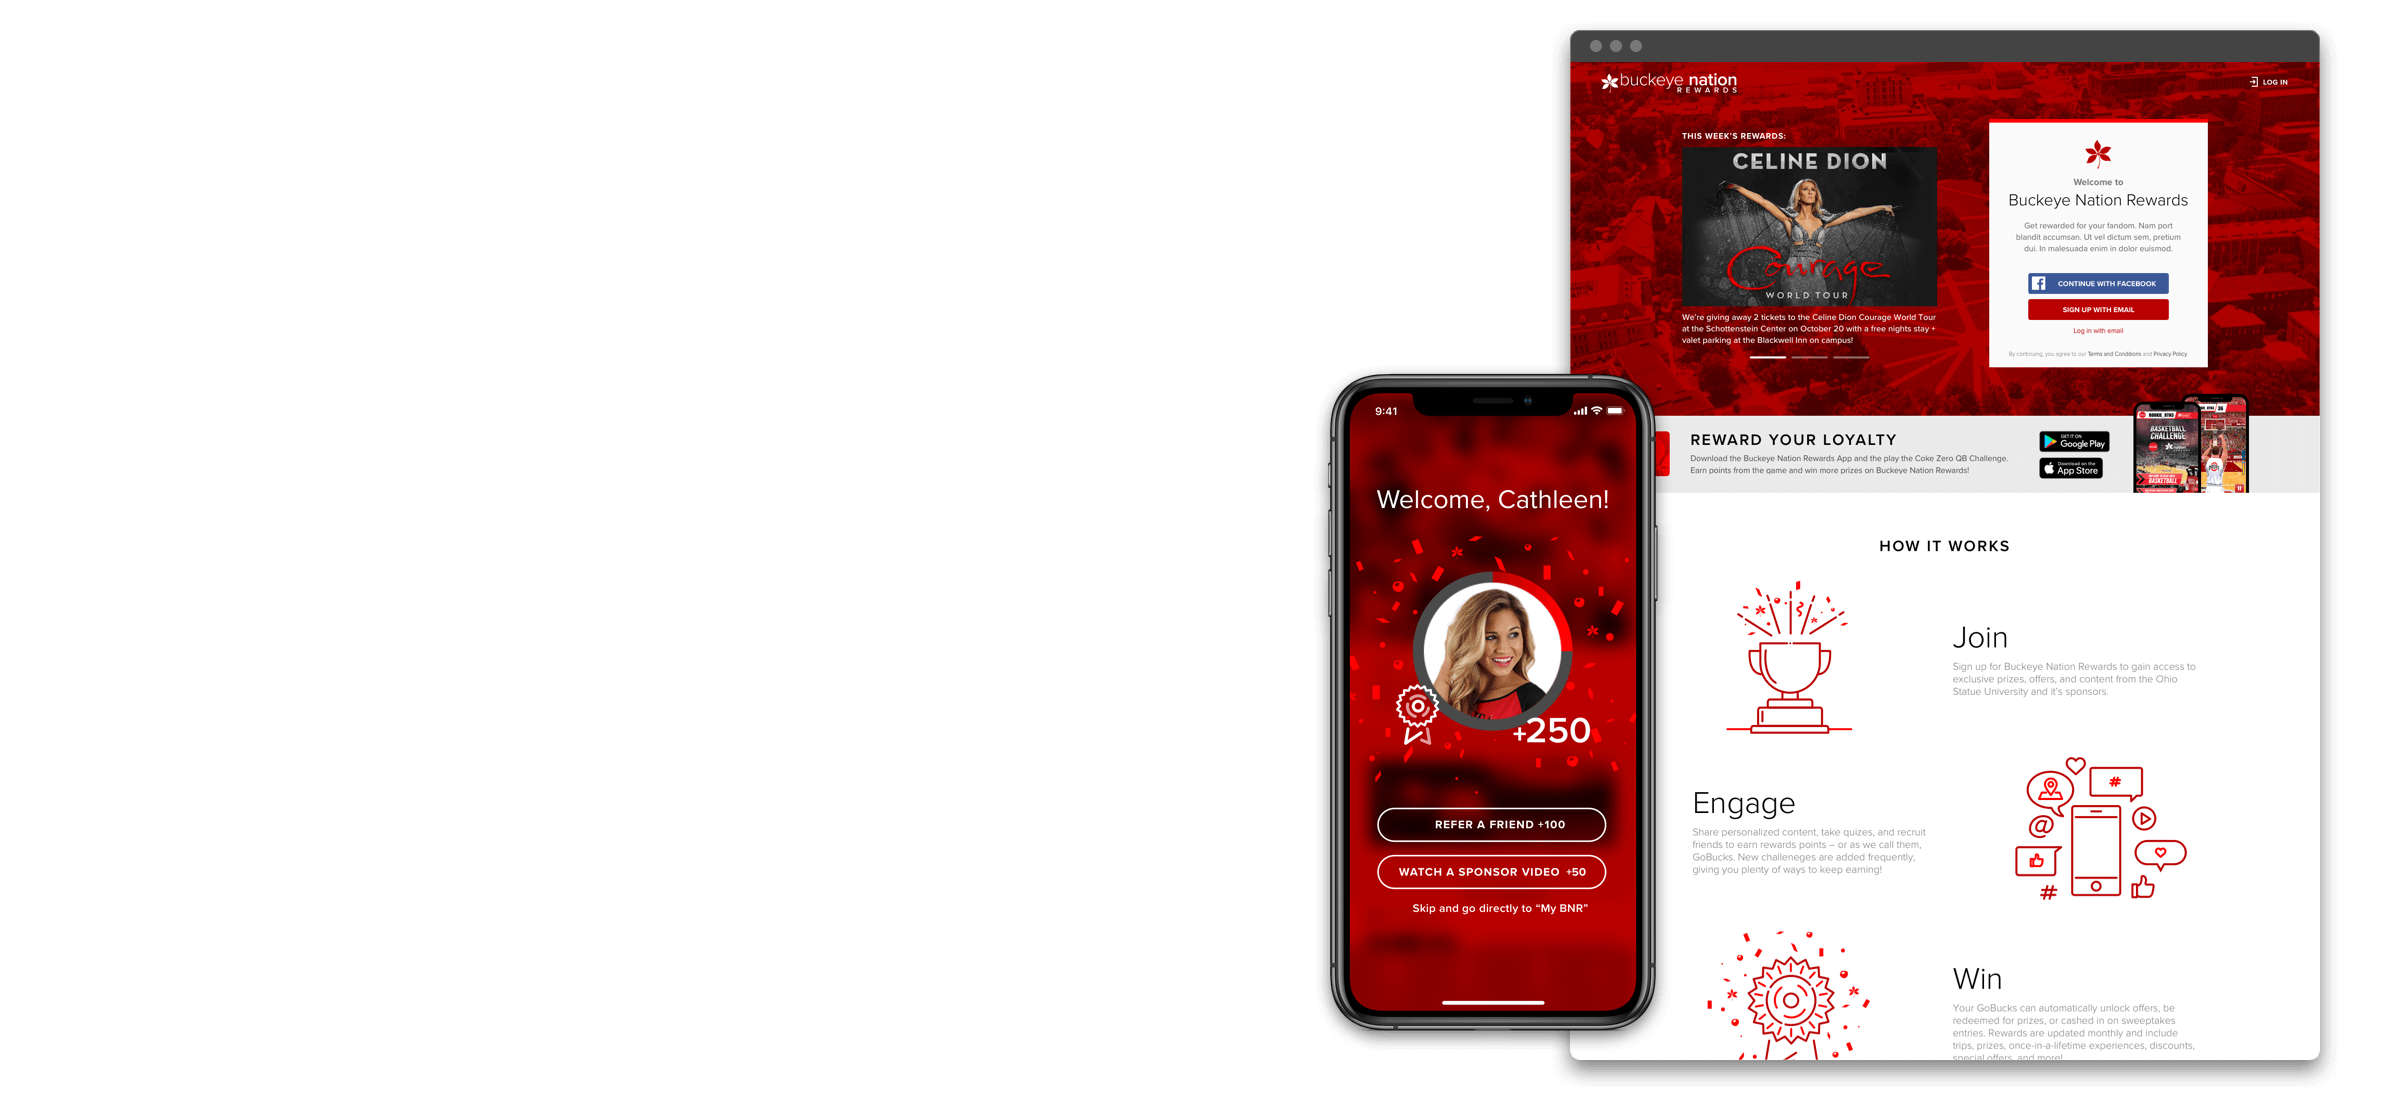 buckeye nation
REWARDS
LOG IN
THIS WEEK'S REWARDS:
CELINE DION
Courage
WORLD TOUR
We're giving away 2 tickets to the Celine Dion Courage World Tour
at the Schottenstein Center on October 20 with a free nights stay +
valet parking at the Blackwell Inn on campus!
Welcome to
Buckeye Nation Rewards
Get rewarded for your fandom. Nam port
blandit accumsan. Ut vel dictum sem, pretium
dui. In malesuada enim in dolor euismod.
CONTINUE WITH FACEBOOK
SIGN UP WITH EMAIL
Log in with email
By continuing, you agree to our Terms and Conditions and Privacy Policy
REWARD YOUR LOYALTY
Download the Buckeye Nation Rewards App and the play the Coke Zero QB Challenge.
Earn points from the game and win more prizes on Buckeye Nation Rewards!
GET IT ON
Google Play
Download on the
App Store
BASKETBALL
CHALLENGE
BASKETBALL
HOW IT WORKS
Join
Sign up for Buckeye Nation Rewards to gain access to
exclusive prizes, offers, and content from the Ohio
Statue University and it's sponsors.
Engage
Share personalized content, take quizes, and recruit
friends to earn rewards points – or as we call them,
GoBucks. New challeneges are added frequently,
giving you plenty of ways to keep earning!
#
@
#
Win
Your GoBucks can automatically unlock offers, be
redeemed for prizes, or cashed in on sweepstakes
entries. Rewards are updated monthly and include
trips, prizes, once-in-a-lifetime experiences, discounts,
special offers, and more!
9:41
Welcome, Cathleen!
+250
REFER A FRIEND +100
WATCH A SPONSOR VIDEO +50
Skip and go directly to “My BNR”